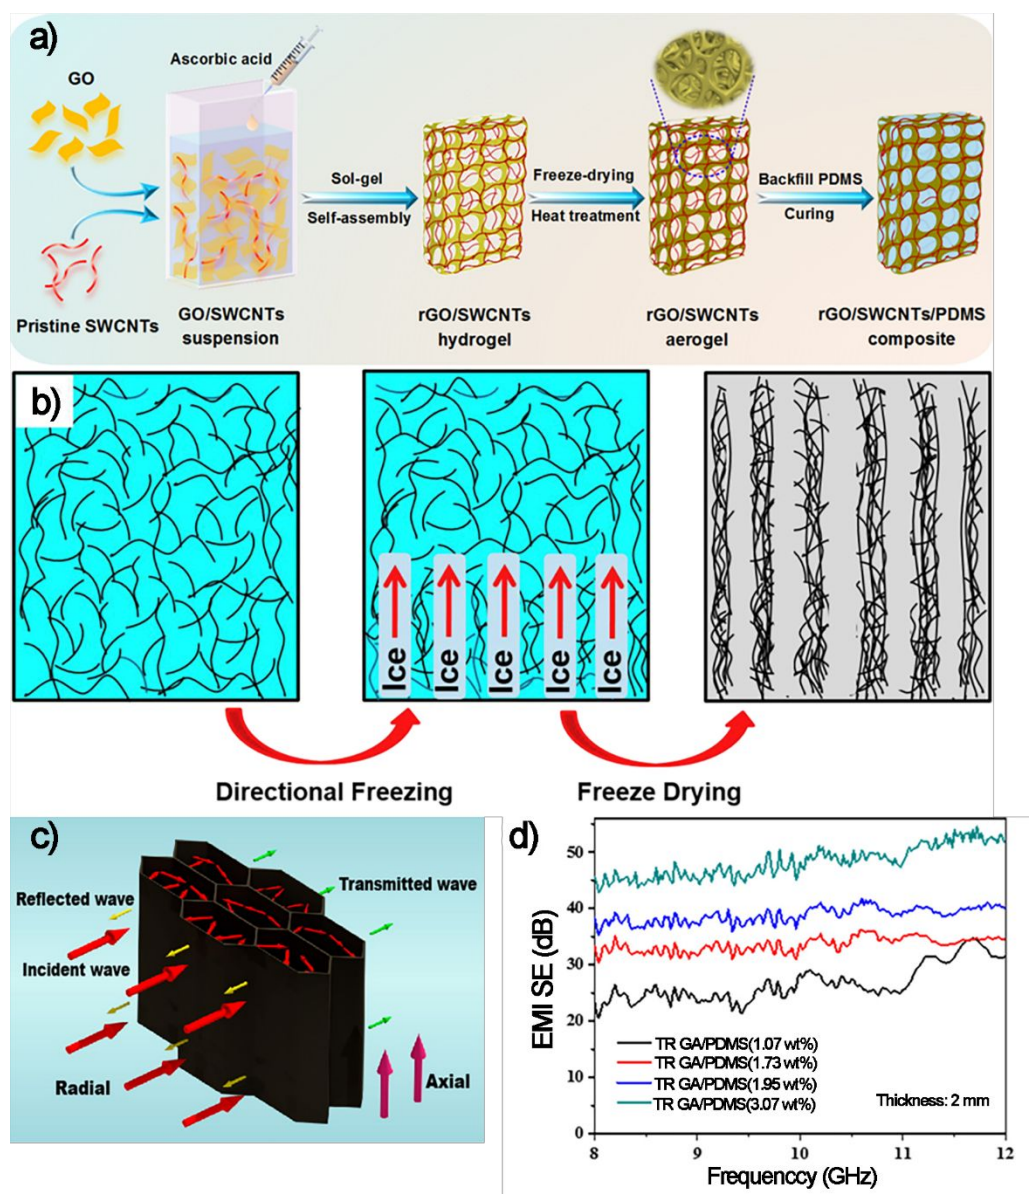 a)
Ascorbic acid
GO
Sol-gel
Self-assembly
Freeze-drying
Heat treatment
Backfill PDMS
Curing
Pristine SWCNTs
GO/SWCNTs
suspension
rGO/SWCNTs
hydrogel
rGO/SWCNTs
aerogel
rGO/SWCNTs/PDMS
composite
b)
Ice
Ice
Ice
Ice
Ice
Directional Freezing
Freeze Drying
c)
Reflected wave
Transmitted wave
Incident wave
Radial
Axial
d)
EMI SE (dB)
50
40
30
20
10
0
TR GA/PDMS(1.07 wt%)
TR GA/PDMS(1.73 wt%)
TR GA/PDMS(1.95 wt%)
TR GA/PDMS(3.07 wt%)
Thickness: 2 mm
8 9 10 11 12
Frequenccy (GHz)